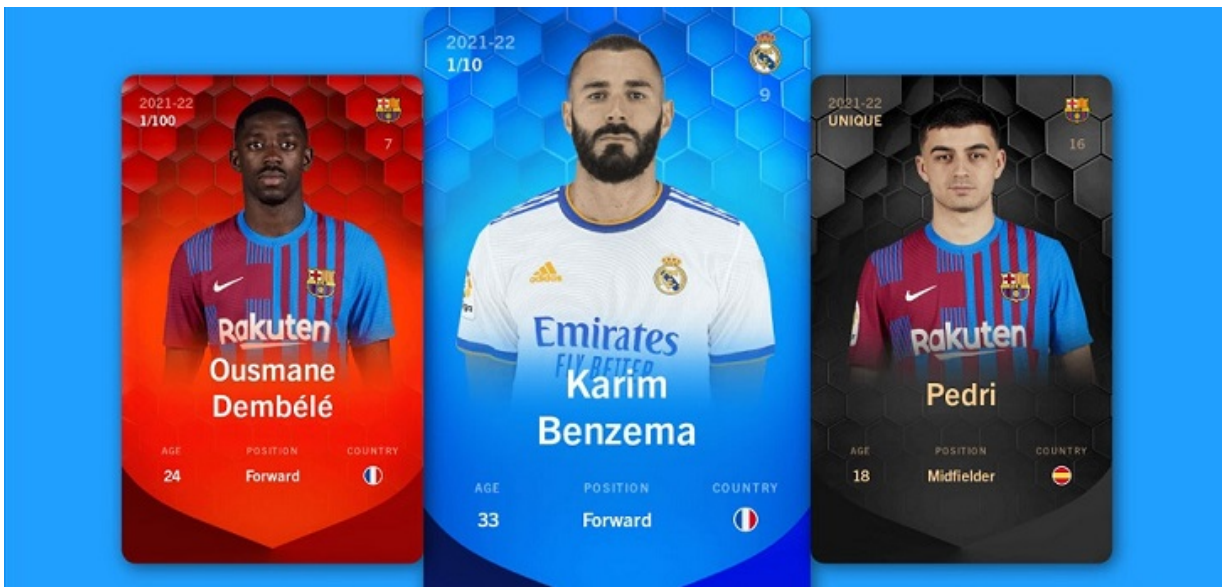 2021-22
1/100
7
Rakuten
Ousmane
Dembélé
AGE POSITION COUNTRY
24 Forward
2021-22
1/10
9
adidas
Emirates
FLY BETTER
Karim
Benzema
AGE POSITION COUNTRY
33 Forward
2021-22
UNIQUE
16
Rakuten
Pedri
AGE POSITION COUNTRY
18 Midfielder